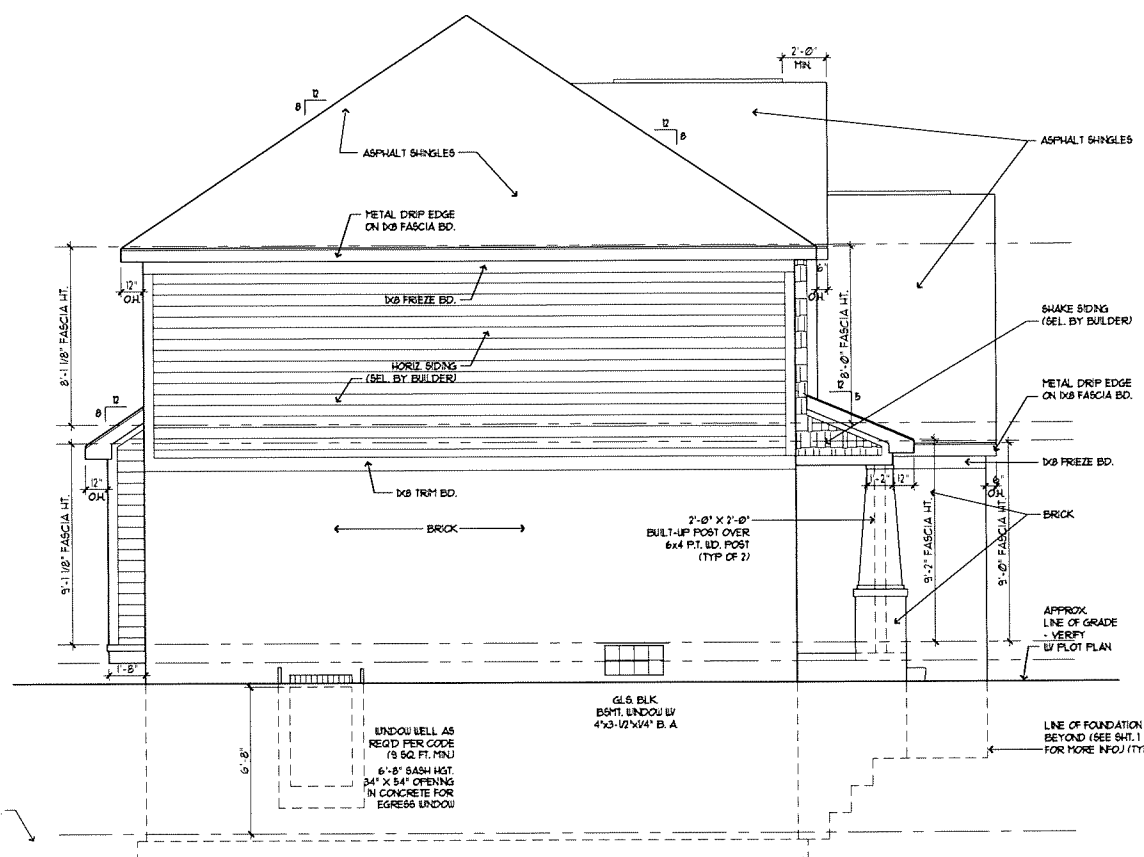 2'-0"
MIN.
12
8
12
8
ASPHALT SHINGLES
ASPHALT SHINGLES
METAL DRIP EDGE
ON 1X8 FASCIA BD.
12"
O.H.
6"
O.H.
1X8 FRIEZE BD.
8'-1 1/8" FASCIA HT.
8'-0" FASCIA HT.
SHAKE SIDING
(SEL. BY BUILDER)
HORIZ. SIDING
(SEL. BY BUILDER)
12
8
5
METAL DRIP EDGE
ON 1X8 FASCIA BD.
1X8 FRIEZE BD.
12"
O.H.
1'-2"
12"
6"
O.H.
1X8 TRIM BD.
9'-1 1/8" FASCIA HT.
9'-2" FASCIA HT.
9'-0" FASCIA HT.
BRICK
BRICK
2'-0" X 2'-0"
BUILT-UP POST OVER
6x4 P.T. WD. POST
(TYP OF 2)
APPROX.
LINE OF GRADE
- VERIFY
W/ PLOT PLAN
1'-8"
GLS. BLK.
BSMT. WINDOW W/
4"x3-1/2"x1/4" B. A.
6'-8"
WINDOW WELL AS
REQ'D PER CODE
(9 SQ. FT. MIN.)
6'-8" SASH HGT.
34" X 54" OPENING
IN CONCRETE FOR
EGRESS WINDOW
LINE OF FOUNDATION
BEYOND (SEE SHT. 1
FOR MORE INFO.) (TY